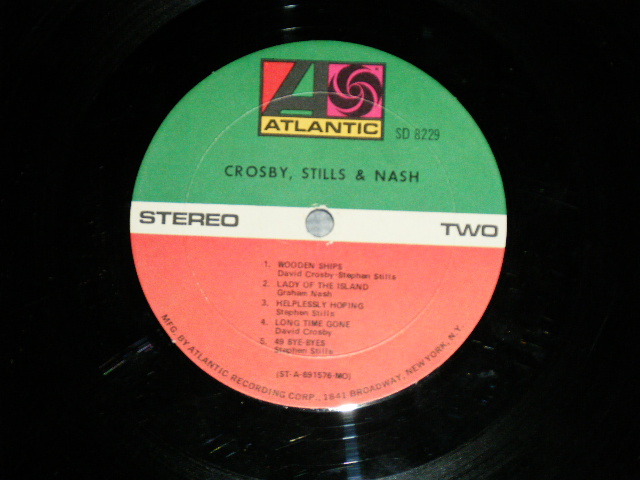 ATLANTIC
SD 8229
CROSBY, STILLS & NASH
STEREO
TWO
1. WOODEN SHIPS
David Crosby-Stephen Stills
2. LADY OF THE ISLAND
Graham Nash
3. HELPLESSLY HOPING
Stephen Stills
4. LONG TIME GONE
David Crosby
5. 49 BYE-BYES
Stephen Stills
(ST-A-691576-MO)
MFG. BY ATLANTIC RECORDING CORP., 1841 BROADWAY, NEW YORK, N.Y.